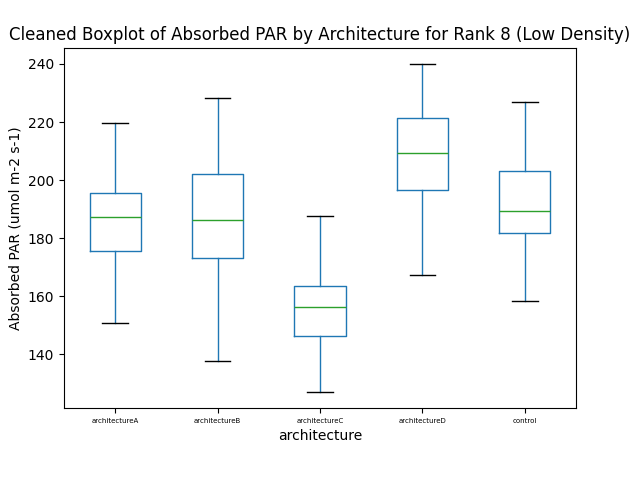 Cleaned Boxplot of Absorbed PAR by Architecture for Rank 8 (Low Density)
240
220
200
180
160
140
Absorbed PAR (umol m-2 s-1)
architectureA architectureB architectureC architectureD control
architecture